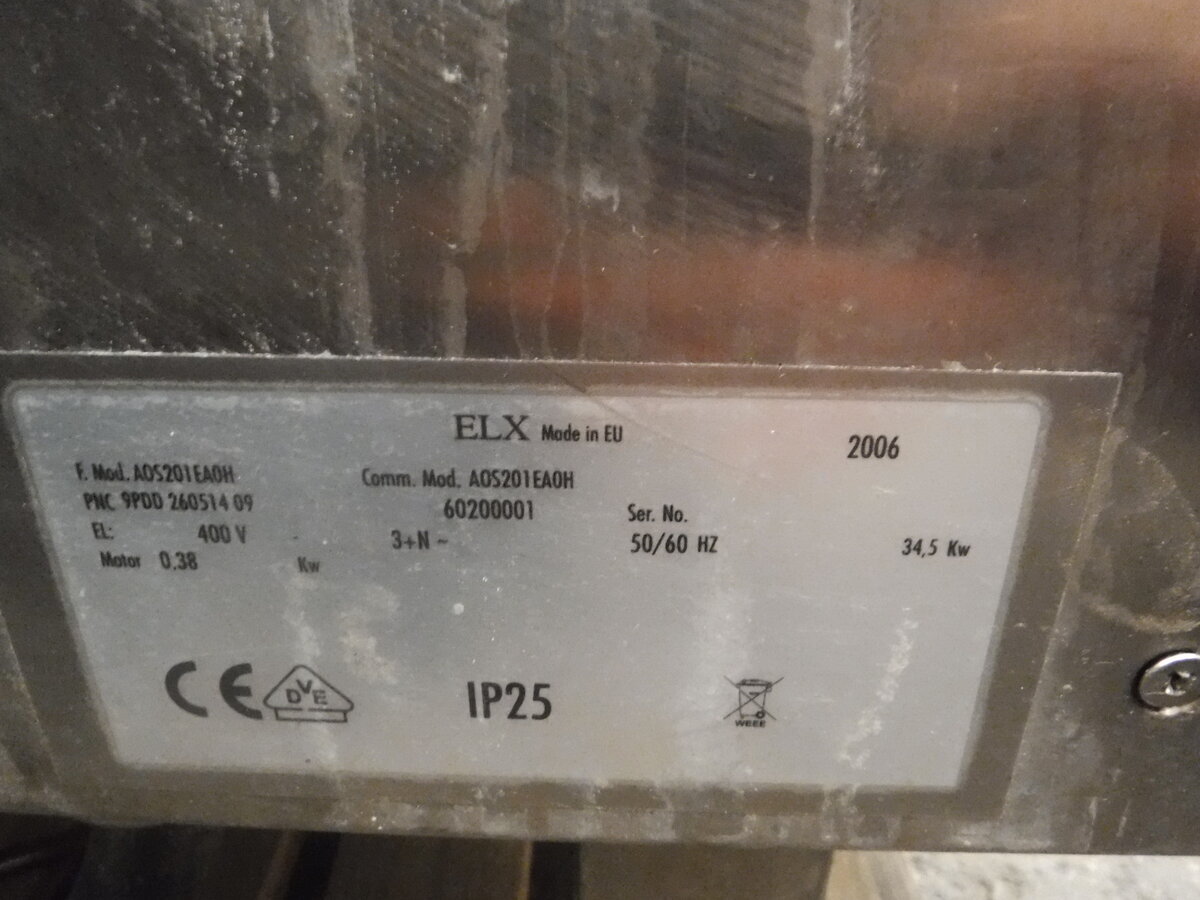 ELX Made in EU
2006
F. Mod. AOS201EA0H
Comm. Mod. AOS201EA0H
PNC 9PDD 260514 09
60200001
Ser. No.
EL: 400 V - 3+N ~ 50/60 HZ 34,5 Kw
Motor 0,38 Kw
CE
DVE
IP25
WEEE